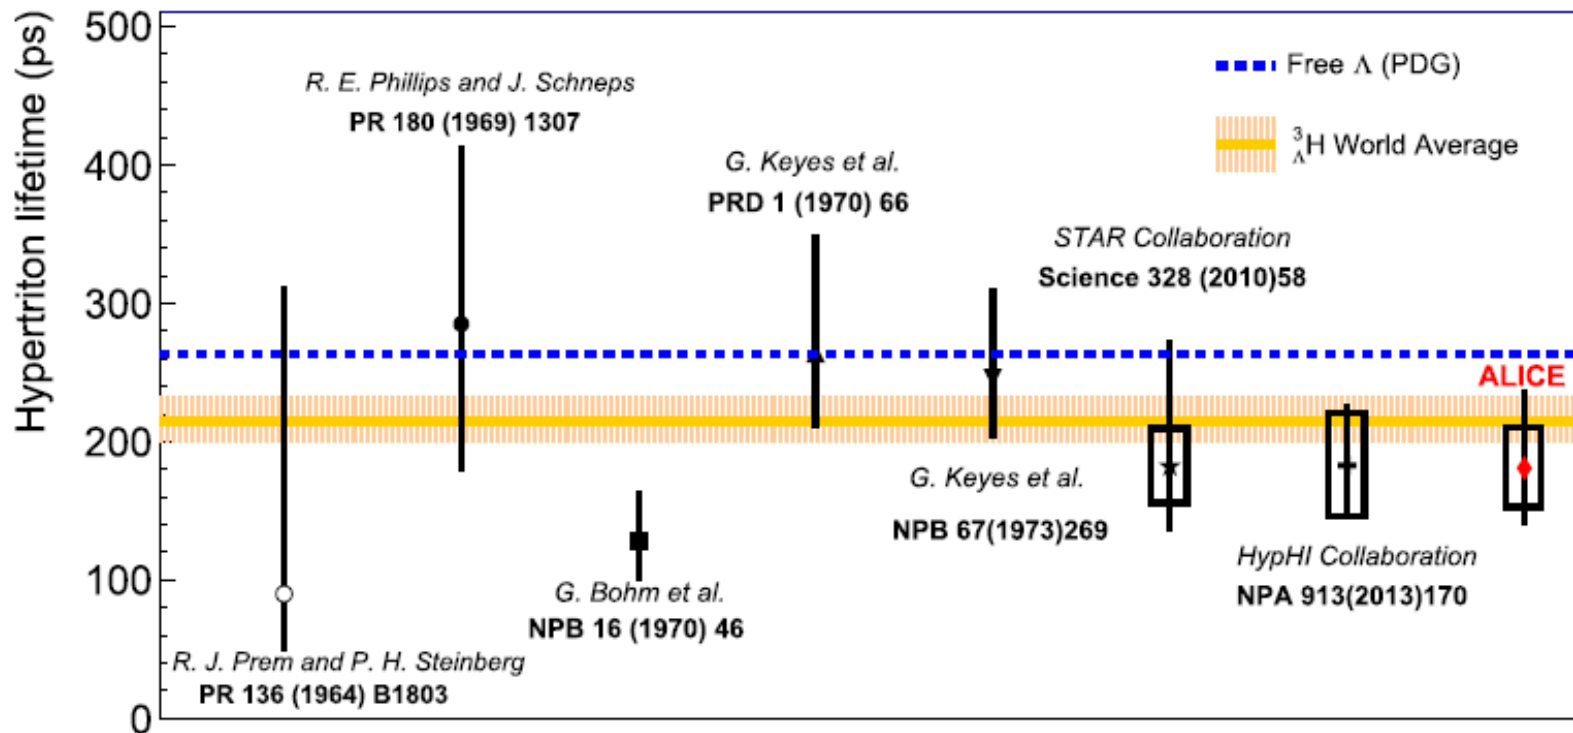 Hypertriton lifetime (ps)
500
400
300
200
100
0
R. E. Phillips and J. Schneps
PR 180 (1969) 1307
G. Keyes et al.
PRD 1 (1970) 66
Free Λ (PDG)
³ΛH World Average
STAR Collaboration
Science 328 (2010)58
ALICE
G. Keyes et al.
NPB 67(1973)269
HypHI Collaboration
NPA 913(2013)170
G. Bohm et al.
NPB 16 (1970) 46
R. J. Prem and P. H. Steinberg
PR 136 (1964) B1803